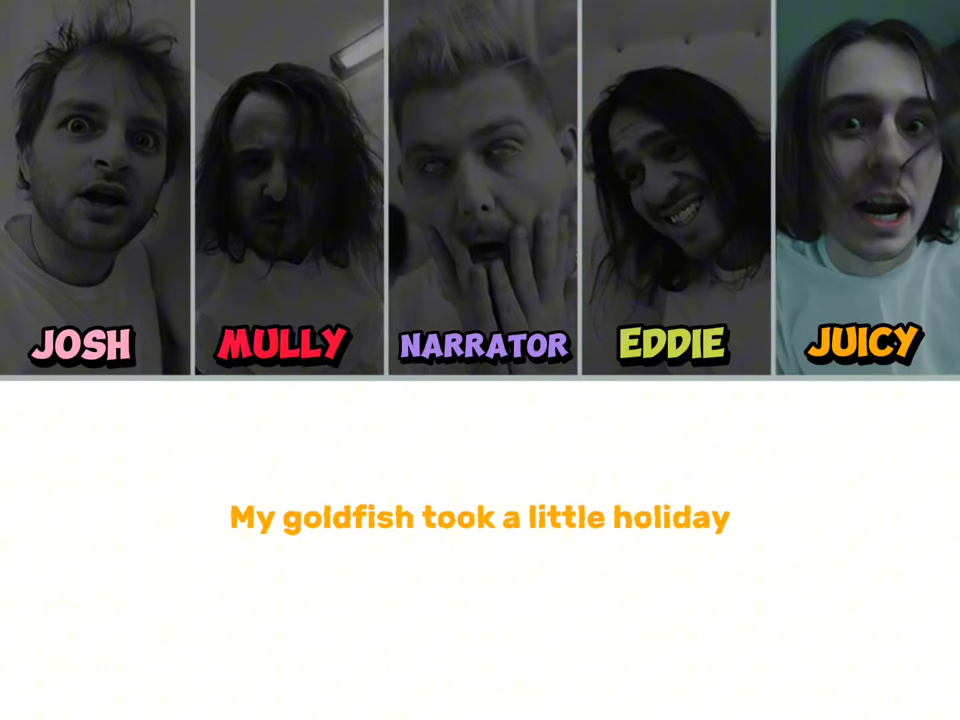 JOSH
MULLY
NARRATOR
EDDIE
JUICY
My goldfish took a little holiday